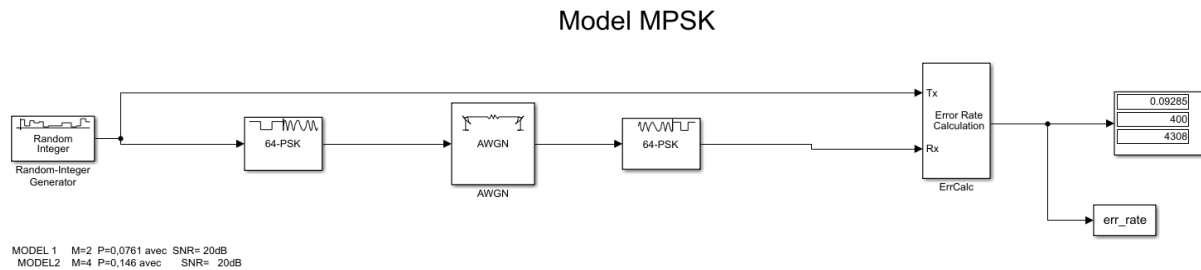 Model MPSK
Random
Integer
Random-Integer
Generator
64-PSK
AWGN
AWGN
64-PSK
Tx
Rx
Error Rate
Calculation
ErrCalc
0.09285
400
4308
err_rate
MODEL 1 M=2 P=0,0761 avec SNR= 20dB
MODEL2 M=4 P=0,146 avec SNR= 20dB